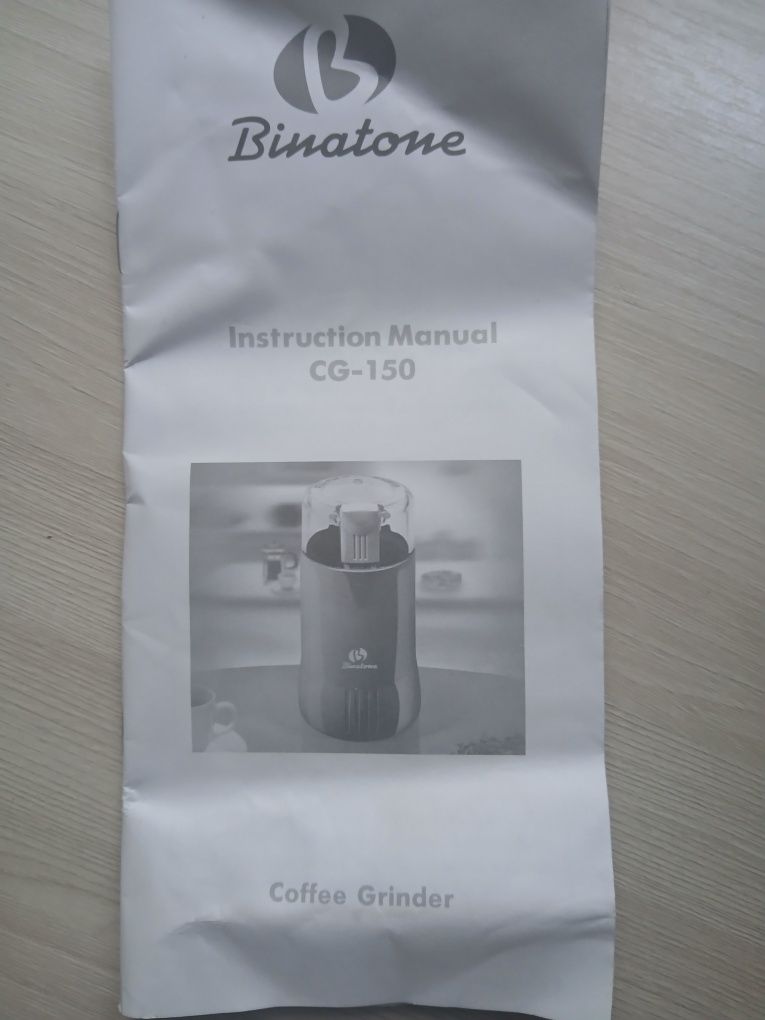 Binatone
Instruction Manual
CG-150
Binatone
Coffee Grinder